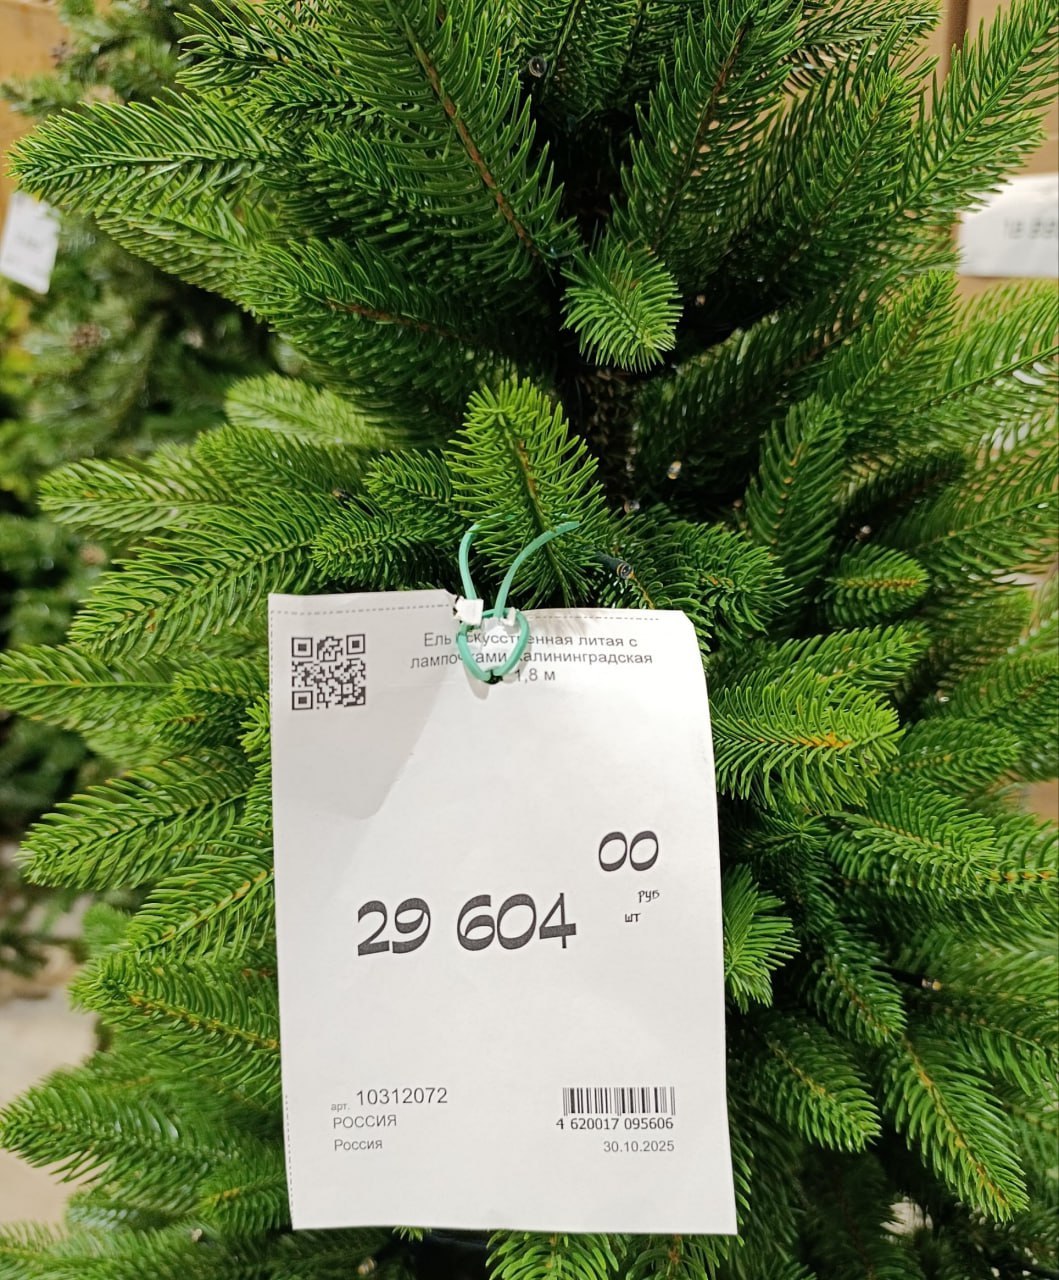 Ель искусственная литая с
лампочками Калининградская
1,8 м
00
29 604
руб
шт
арт. 10312072
РОССИЯ
Россия
4 620017 095606
30.10.2025